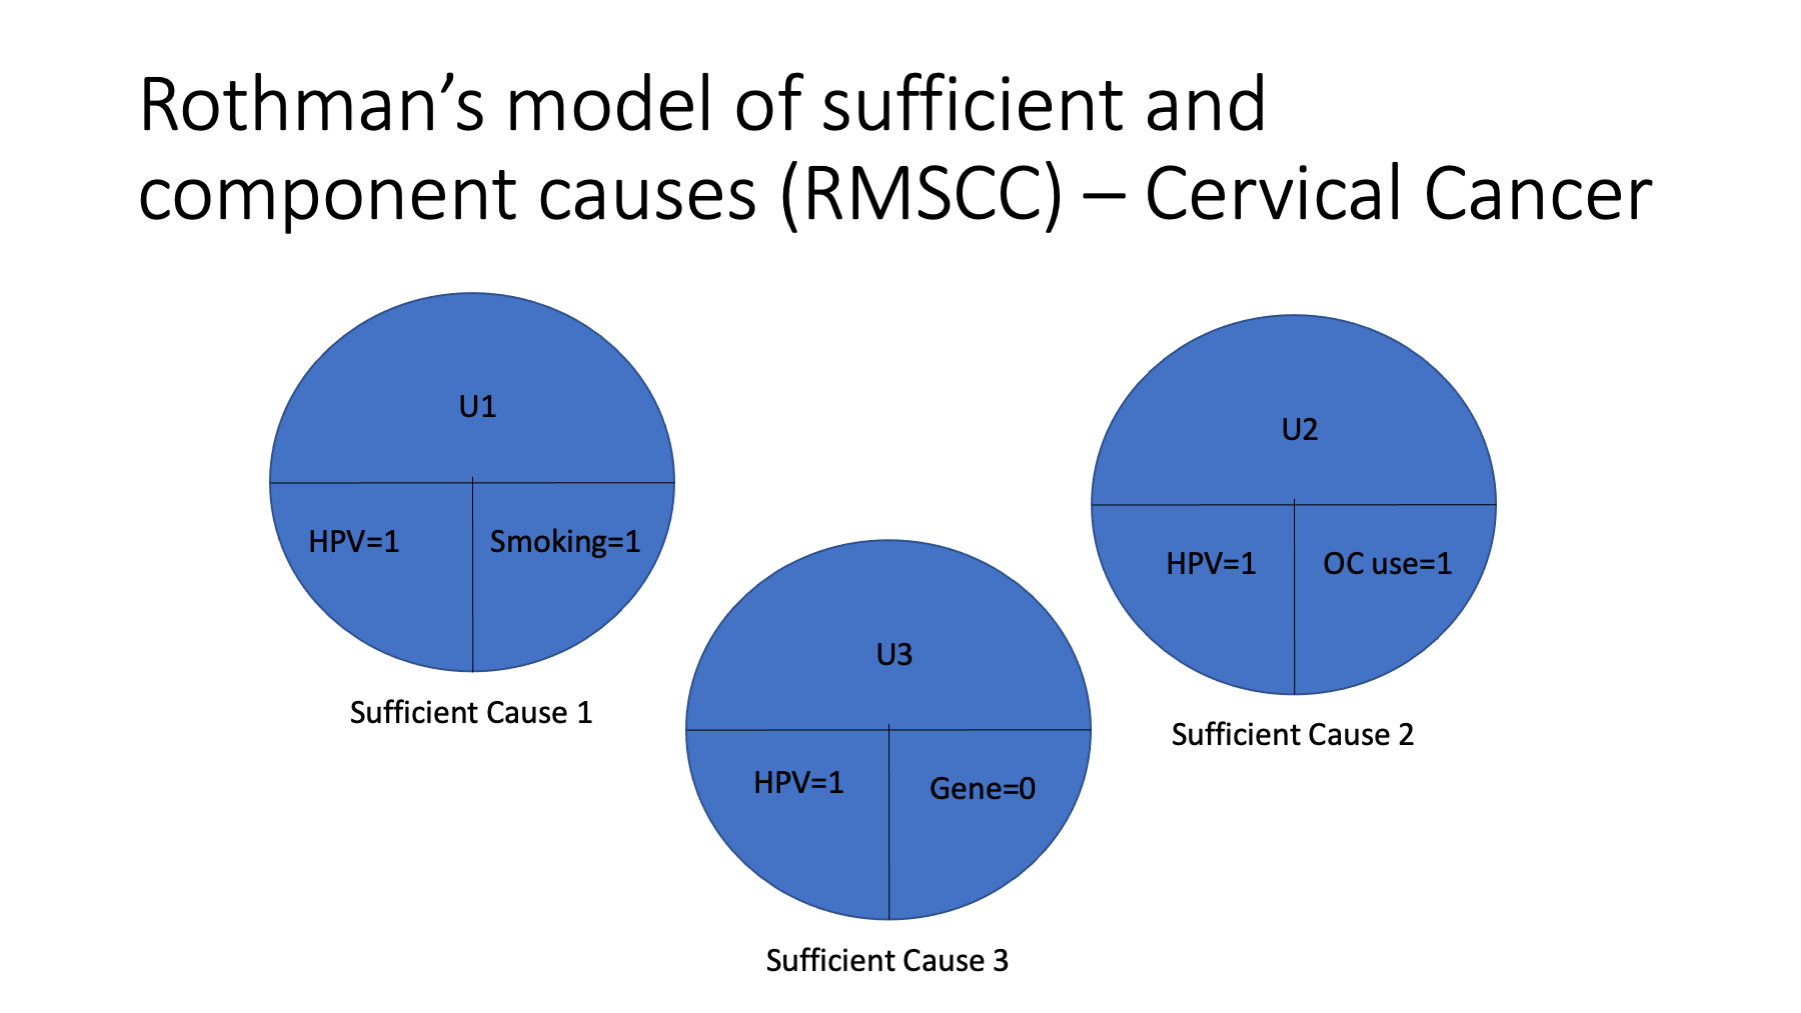 Rothman’s model of sufficient and
component causes (RMSCC) – Cervical Cancer
U1
HPV=1
Smoking=1
Sufficient Cause 1
U2
HPV=1
OC use=1
Sufficient Cause 2
U3
HPV=1
Gene=0
Sufficient Cause 3